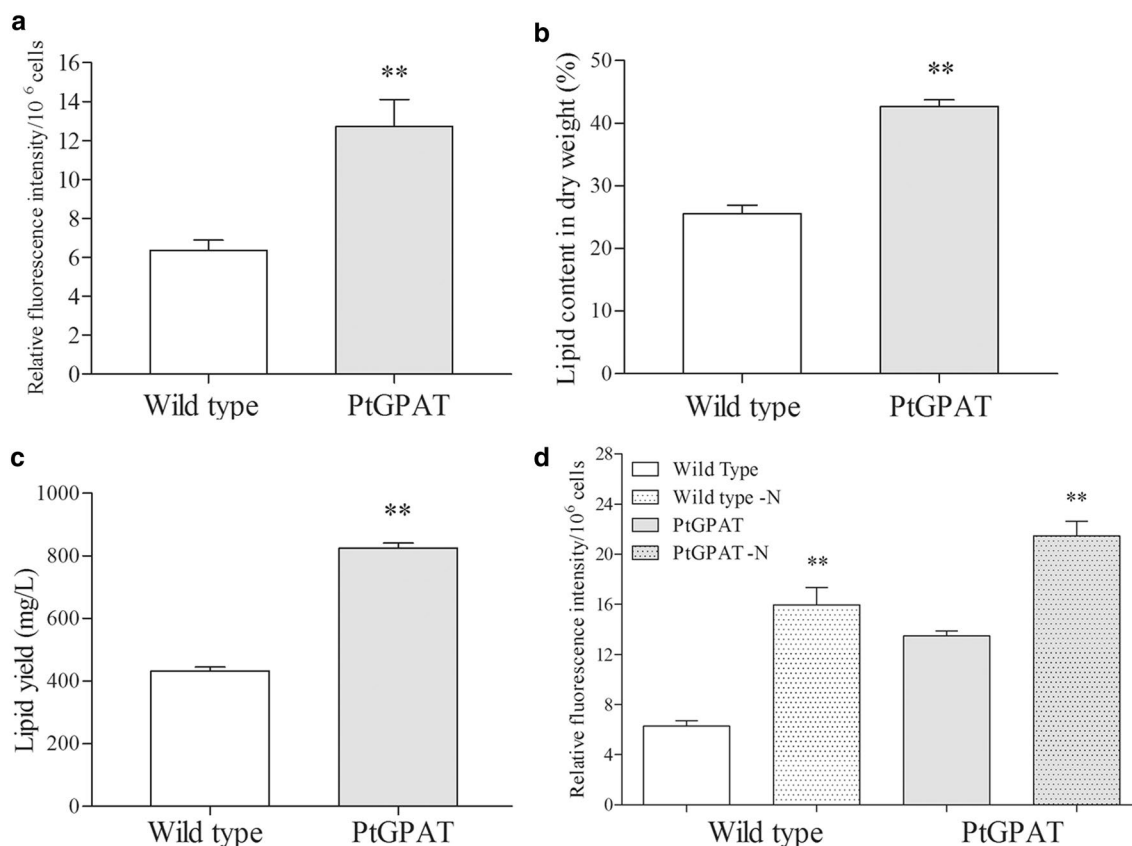 a
Relative fluorescence intensity/10⁶ cells
16
14
12
10
8
6
4
2
0
**
Wild type
PtGPAT
b
Lipid content in dry weight (%)
50
40
30
20
10
0
**
Wild type
PtGPAT
c
Lipid yield (mg/L)
1000
800
600
400
200
0
**
Wild type
PtGPAT
d
Relative fluorescence intensity/10⁶ cells
28
24
20
16
12
8
4
0
Wild Type
Wild type -N
PtGPAT
PtGPAT -N
**
**
Wild type
PtGPAT